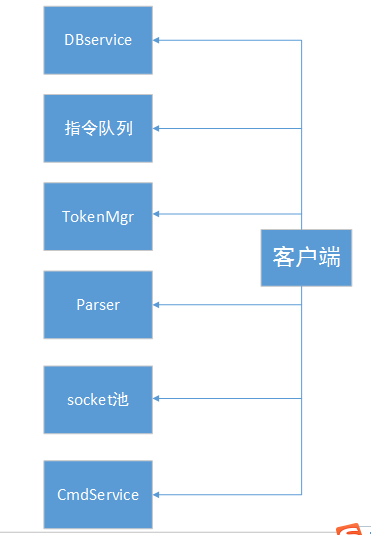 DBservice
指令队列
TokenMgr
客户端
Parser
socket池
CmdService